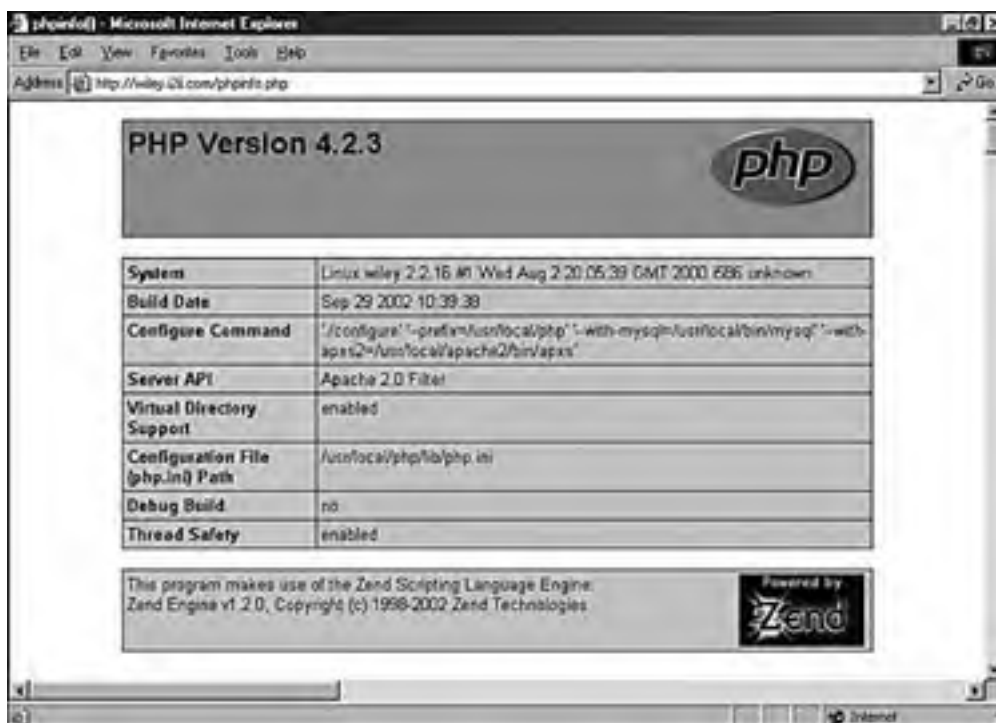 phpinfo() - Microsoft Internet Explorer
File Edit View Favorites Tools Help
Address http://wiley.i2ii.com/phpinfo.php Go
PHP Version 4.2.3
php
System Linux wiley 2.2.16 #1 Wed Aug 2 20:05:39 GMT 2000 i686 unknown
Build Date Sep 29 2002 10:39:38
Configure Command './configure' '--prefix=/usr/local/php' '--with-mysql=/usr/local/bin/mysql' '--with-
apxs2=/usr/local/apache2/bin/apxs'
Server API Apache 2.0 Filter
Virtual Directory enabled
Support
Configuration File /usr/local/php/lib/php.ini
(php.ini) Path
Debug Build no
Thread Safety enabled
This program makes use of the Zend Scripting Language Engine:
Zend Engine v1.2.0, Copyright (c) 1998-2002 Zend Technologies
Powered by
Zend
Internet